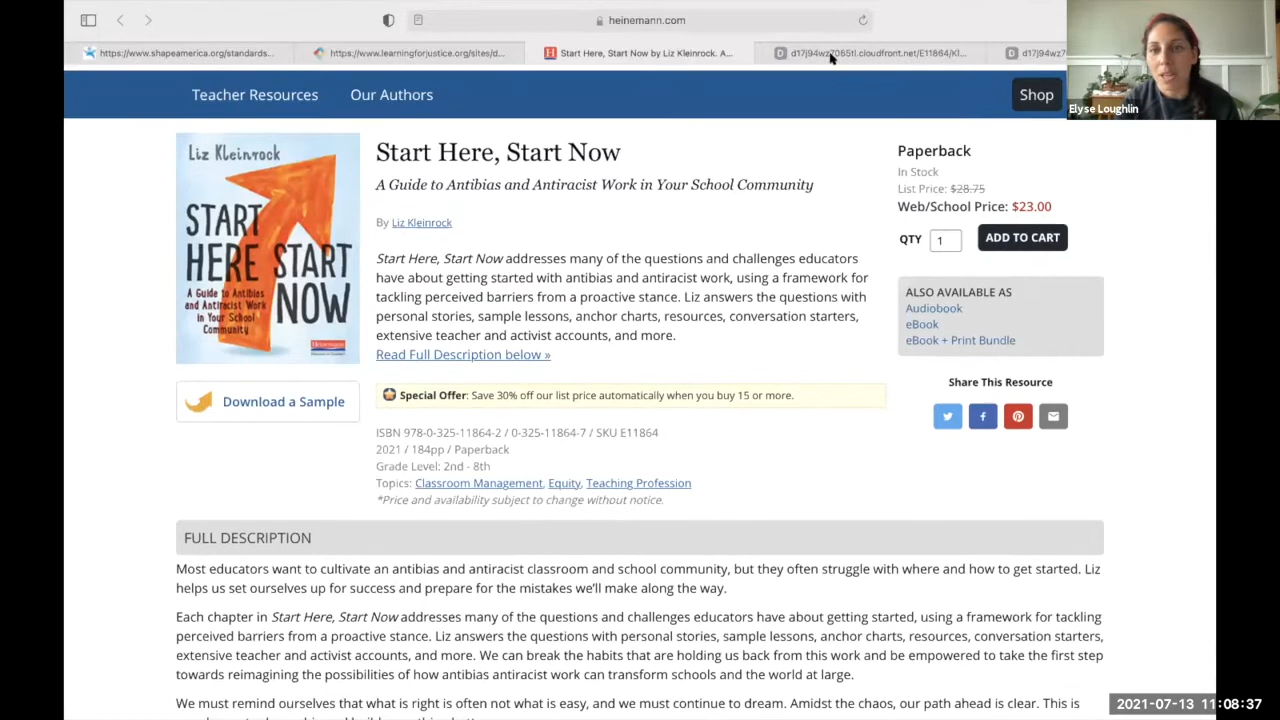 heinemann.com
https://www.shapeamerica.org/standards...
https://www.learningforjustice.org/sites/d...
Start Here, Start Now by Liz Kleinrock. A...
d17j94wz7085tl.cloudfront.net/E11864/Kl...
d17j94wz7
Elyse Loughlin
Teacher Resources
Our Authors
Shop
Liz Kleinrock
START
HERE START
NOW
A Guide to Antibias
and Antiracist Work
in Your School
Community
Heinemann
Download a Sample
Start Here, Start Now
A Guide to Antibias and Antiracist Work in Your School Community
By Liz Kleinrock
Start Here, Start Now addresses many of the questions and challenges educators
have about getting started with antibias and antiracist work, using a framework for
tackling perceived barriers from a proactive stance. Liz answers the questions with
personal stories, sample lessons, anchor charts, resources, conversation starters,
extensive teacher and activist accounts, and more.
Read Full Description below »
Special Offer: Save 30% off our list price automatically when you buy 15 or more.
ISBN 978-0-325-11864-2 / 0-325-11864-7 / SKU E11864
2021 / 184pp / Paperback
Grade Level: 2nd - 8th
Topics: Classroom Management, Equity, Teaching Profession
*Price and availability subject to change without notice.
Paperback
In Stock
List Price: $28.75
Web/School Price: $23.00
QTY 1 ADD TO CART
ALSO AVAILABLE AS
Audiobook
eBook
eBook + Print Bundle
Share This Resource
FULL DESCRIPTION
Most educators want to cultivate an antibias and antiracist classroom and school community, but they often struggle with where and how to get started. Liz
helps us set ourselves up for success and prepare for the mistakes we'll make along the way.
Each chapter in Start Here, Start Now addresses many of the questions and challenges educators have about getting started, using a framework for tackling
perceived barriers from a proactive stance. Liz answers the questions with personal stories, sample lessons, anchor charts, resources, conversation starters,
extensive teacher and activist accounts, and more. We can break the habits that are holding us back from this work and be empowered to take the first step
towards reimagining the possibilities of how antibias antiracist work can transform schools and the world at large.
We must remind ourselves that what is right is often not what is easy, and we must continue to dream. Amidst the chaos, our path ahead is clear. This is
2021-07-13 11:08:37